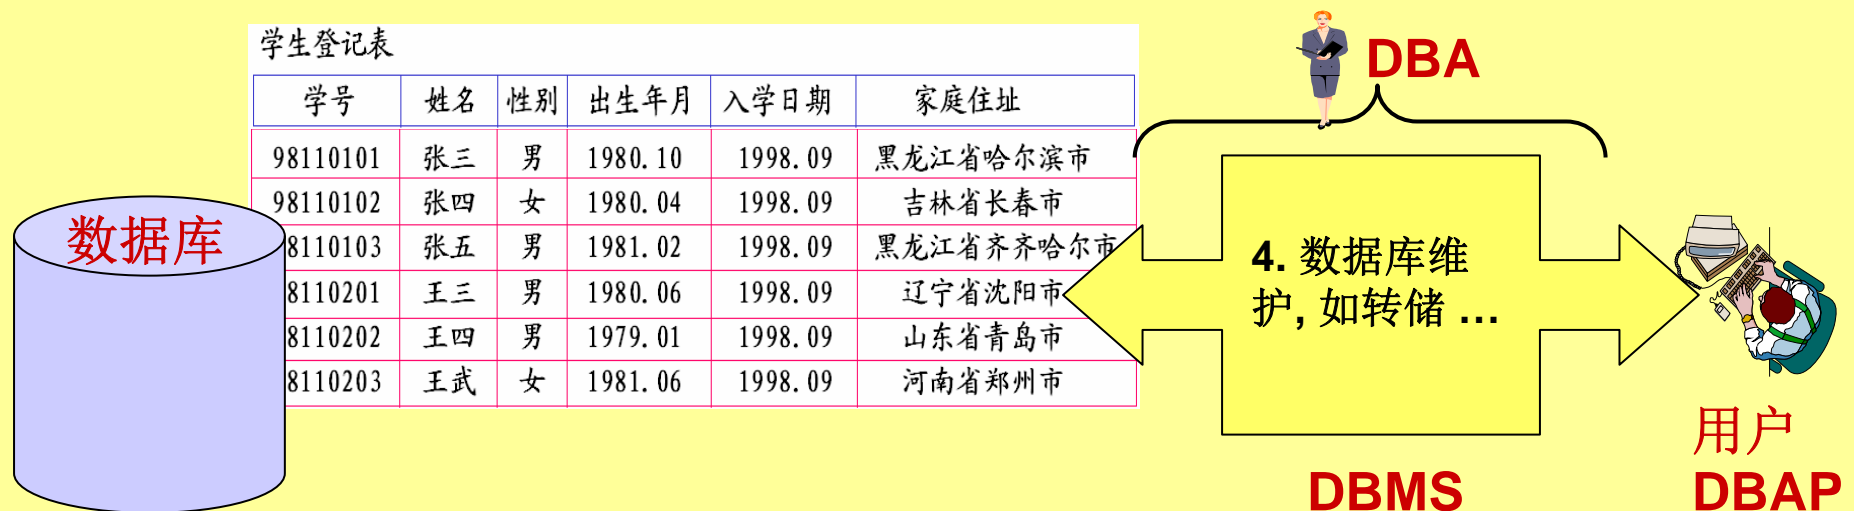 学生登记表
学号 姓名 性别 出生年月 入学日期 家庭住址
98110101 张三 男 1980.10 1998.09 黑龙江省哈尔滨市
98110102 张四 女 1980.04 1998.09 吉林省长春市
8110103 张五 男 1981.02 1998.09 黑龙江省齐齐哈尔市
8110201 王三 男 1980.06 1998.09 辽宁省沈阳市
8110202 王四 男 1979.01 1998.09 山东省青岛市
8110203 王武 女 1981.06 1998.09 河南省郑州市
数据库
DBA
4. 数据库维
护, 如转储 ...
DBMS
用户
DBAP